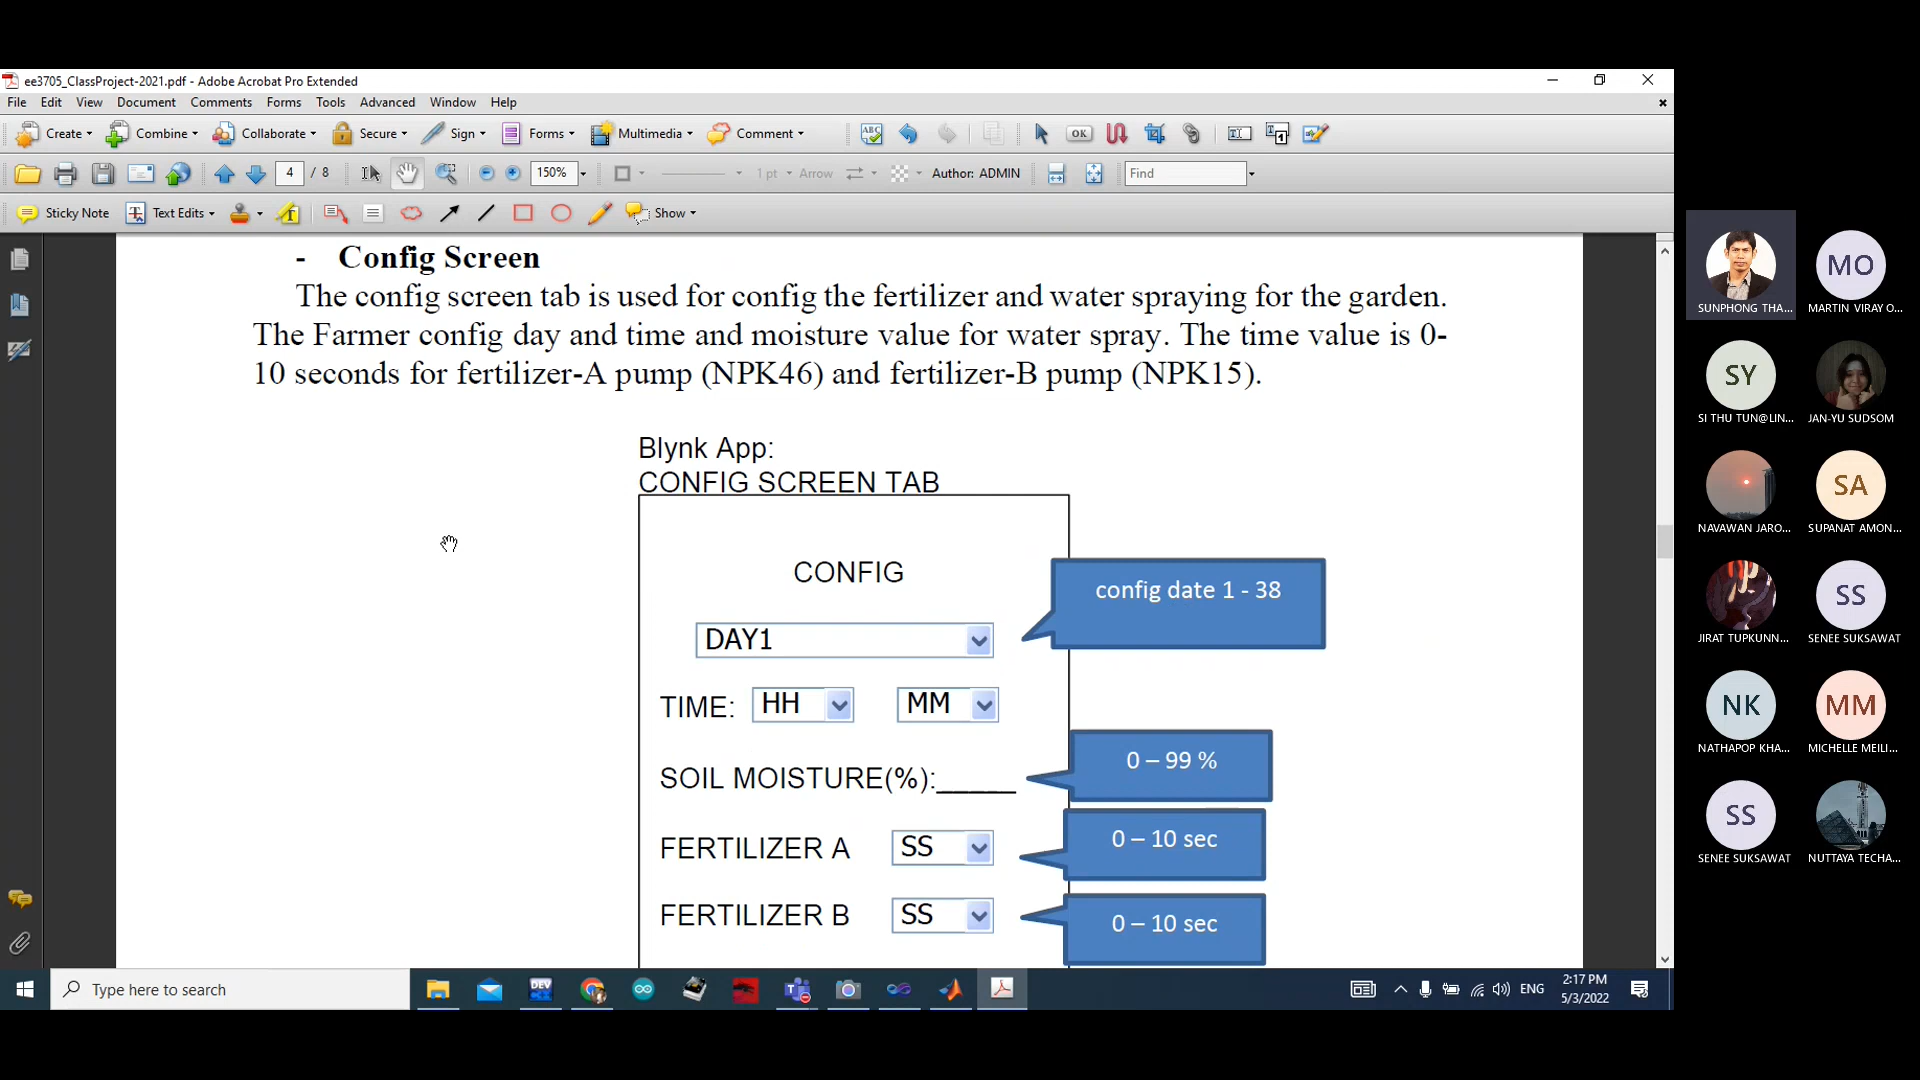 ee3705_ClassProject-2021.pdf - Adobe Acrobat Pro Extended
File Edit View Document Comments Forms Tools Advanced Window Help
Create Combine Collaborate Secure Sign Forms Multimedia Comment ABC OK
4 / 8 150% 1 pt Arrow Author: ADMIN Find
Sticky Note Text Edits Show
- Config Screen
The config screen tab is used for config the fertilizer and water spraying for the garden.
The Farmer config day and time and moisture value for water spray. The time value is 0-
10 seconds for fertilizer-A pump (NPK46) and fertilizer-B pump (NPK15).
Blynk App:
CONFIG SCREEN TAB
CONFIG
config date 1 - 38
DAY1
TIME: HH MM
0 – 99 %
SOIL MOISTURE(%):_____
FERTILIZER A SS 0 – 10 sec
FERTILIZER B SS 0 – 10 sec
Type here to search
DEV
ENG
2:17 PM
5/3/2022
SUNPHONG THA...
MO
MARTIN VIRAY O...
SY
SI THU TUN@LIN...
JAN-YU SUDSOM
NAVAWAN JARO...
SA
SUPANAT AMON...
JIRAT TUPKUNN...
SS
SENEE SUKSAWAT
NK
NATHAPOP KHA...
MM
MICHELLE MEILI...
SS
SENEE SUKSAWAT
NUTTAYA TECHA...